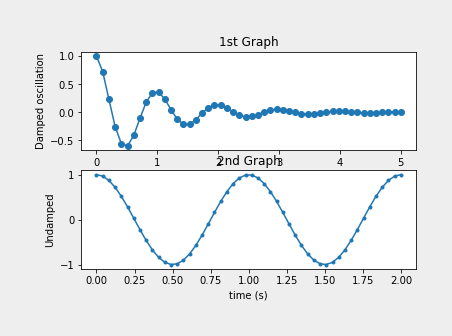 1st Graph
Damped oscillation
1.0
0.5
0.0
−0.5
0 1 2 3 4 5
2nd Graph
Undamped
1
0
−1
0.00 0.25 0.50 0.75 1.00 1.25 1.50 1.75 2.00
time (s)